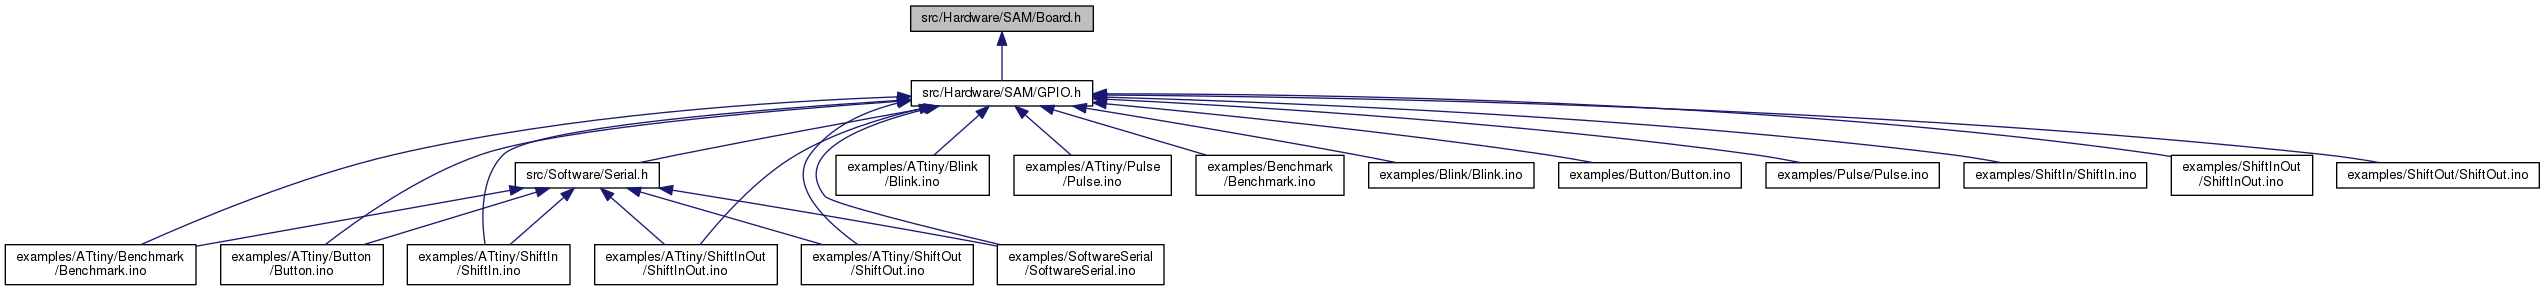 src/Hardware/SAM/Board.h
src/Hardware/SAM/GPIO.h
src/Software/Serial.h
examples/ATtiny/Blink
/Blink.ino
examples/ATtiny/Pulse
/Pulse.ino
examples/Benchmark
/Benchmark.ino
examples/Blink/Blink.ino
examples/Button/Button.ino
examples/Pulse/Pulse.ino
examples/ShiftIn/ShiftIn.ino
examples/ShiftInOut
/ShiftInOut.ino
examples/ShiftOut/ShiftOut.ino
examples/ATtiny/Benchmark
/Benchmark.ino
examples/ATtiny/Button
/Button.ino
examples/ATtiny/ShiftIn
/ShiftIn.ino
examples/ATtiny/ShiftInOut
/ShiftInOut.ino
examples/ATtiny/ShiftOut
/ShiftOut.ino
examples/SoftwareSerial
/SoftwareSerial.ino